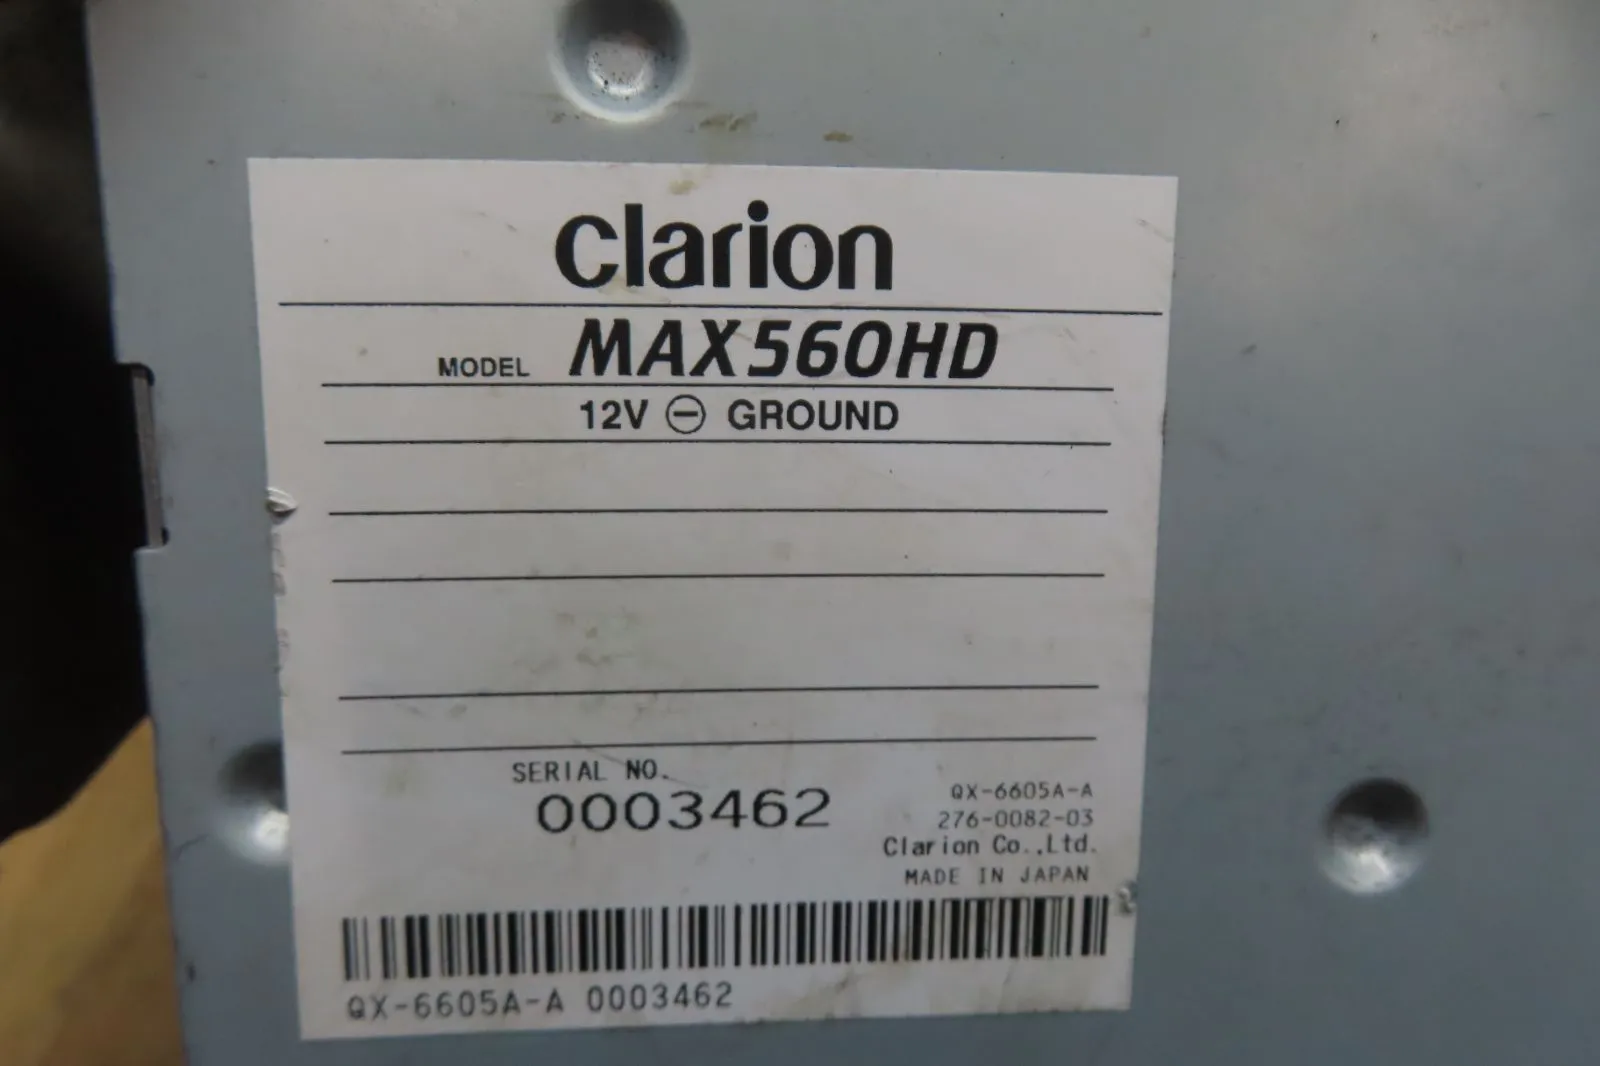 clarion
MODEL MAX560HD
12V ⊖ GROUND
SERIAL NO.
0003462
QX-6605A-A
276-0082-03
Clarion Co.,Ltd.
MADE IN JAPAN
QX-6605A-A 0003462